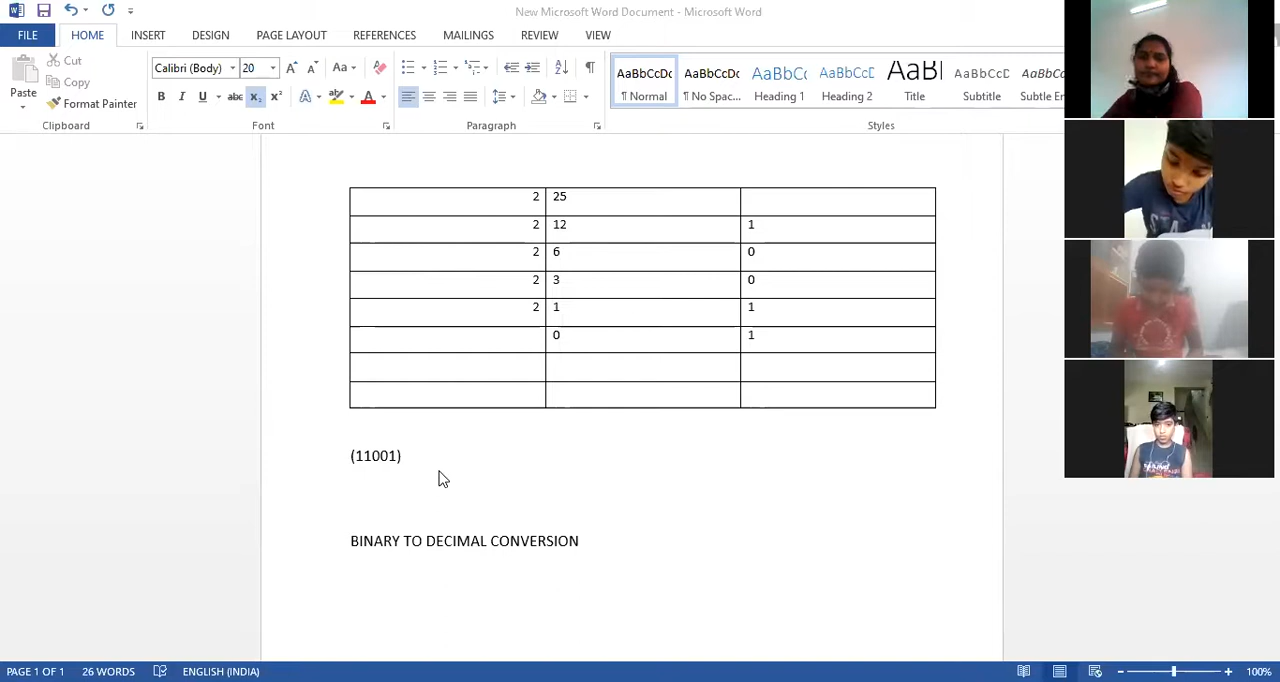 New Microsoft Word Document - Microsoft Word
FILE HOME INSERT DESIGN PAGE LAYOUT REFERENCES MAILINGS REVIEW VIEW
Paste
Cut
Copy
Format Painter
Clipboard
Calibri (Body) 20
Font
Paragraph
AaBbCcDc AaBbCcDc AaBbCc AaBbCcD AaBl AaBbCcD AaBbCc
¶ Normal ¶ No Spac... Heading 1 Heading 2 Title Subtitle Subtle Em
Styles
2 25
2 12 1
2 6 0
2 3 0
2 1 1
0 1
(11001)
BINARY TO DECIMAL CONVERSION
PAGE 1 OF 1 26 WORDS ENGLISH (INDIA) 100%